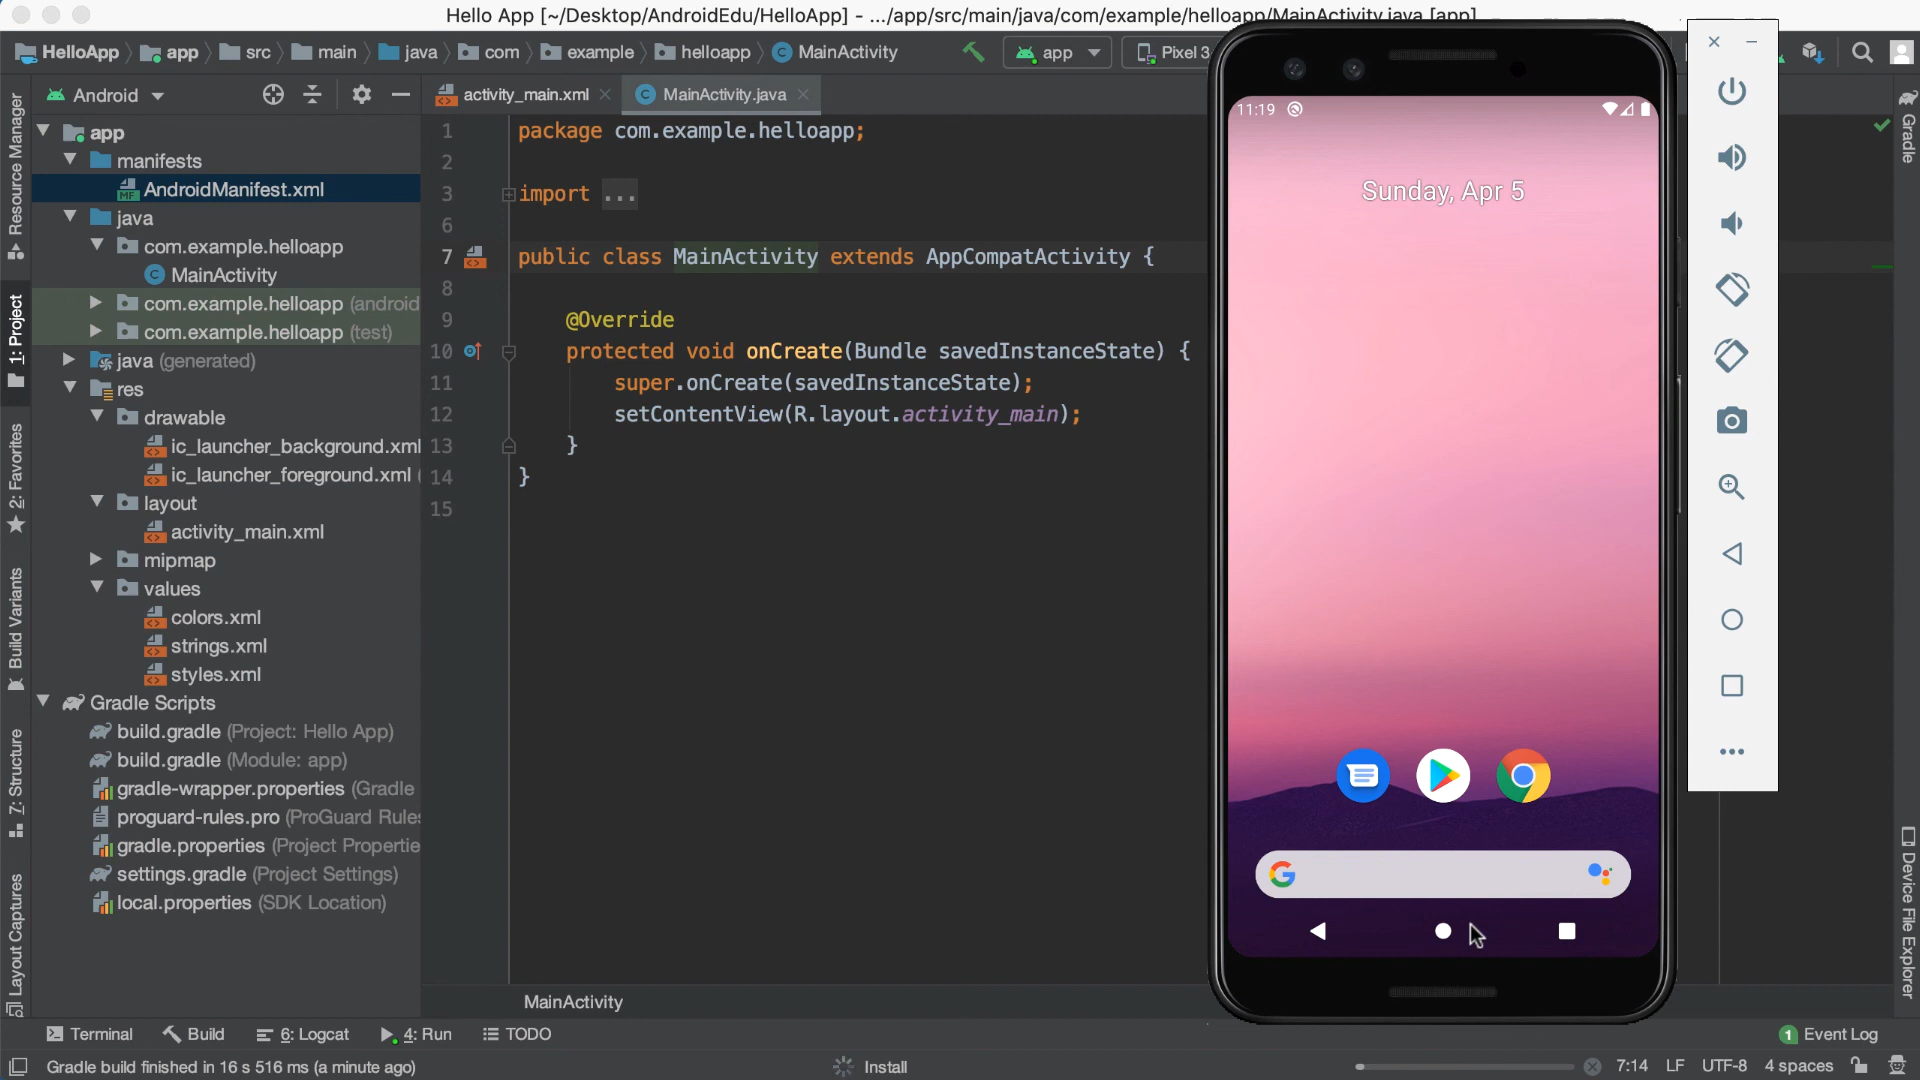 Hello App [~/Desktop/AndroidEdu/HelloApp] - .../app/src/main/java/com/example/helloapp/MainActivity.java [app]
HelloApp app src main java com example helloapp MainActivity app Pixel 3
Android
activity_main.xml MainActivity.java
1 package com.example.helloapp;
2
3 import ...
6
7 public class MainActivity extends AppCompatActivity {
8
9 @Override
10 protected void onCreate(Bundle savedInstanceState) {
11 super.onCreate(savedInstanceState);
12 setContentView(R.layout.activity_main);
13 }
14 }
15
app
manifests
AndroidManifest.xml
java
com.example.helloapp
MainActivity
com.example.helloapp (android
com.example.helloapp (test)
java (generated)
res
drawable
ic_launcher_background.xml
ic_launcher_foreground.xml (
layout
activity_main.xml
mipmap
values
colors.xml
strings.xml
styles.xml
Gradle Scripts
build.gradle (Project: Hello App)
build.gradle (Module: app)
gradle-wrapper.properties (Gradle
proguard-rules.pro (ProGuard Rules
gradle.properties (Project Propertie
settings.gradle (Project Settings)
local.properties (SDK Location)
Resource Manager
1: Project
2: Favorites
Build Variants
7: Structure
Layout Captures
11:19
Sunday, Apr 5
Gradle
Device File Explorer
MainActivity
Terminal Build 6: Logcat 4: Run TODO
1 Event Log
Gradle build finished in 16 s 516 ms (a minute ago)
Install
7:14 LF UTF-8 4 spaces